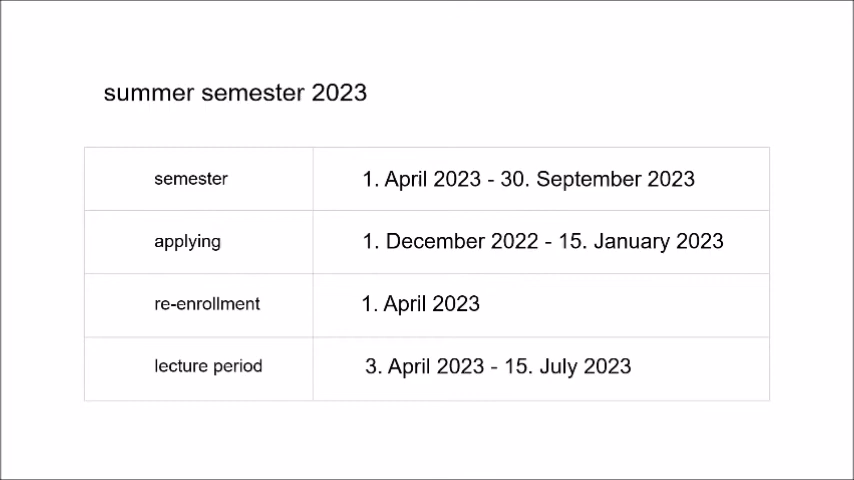 summer semester 2023
semester 1. April 2023 - 30. September 2023
applying 1. December 2022 - 15. January 2023
re-enrollment 1. April 2023
lecture period 3. April 2023 - 15. July 2023